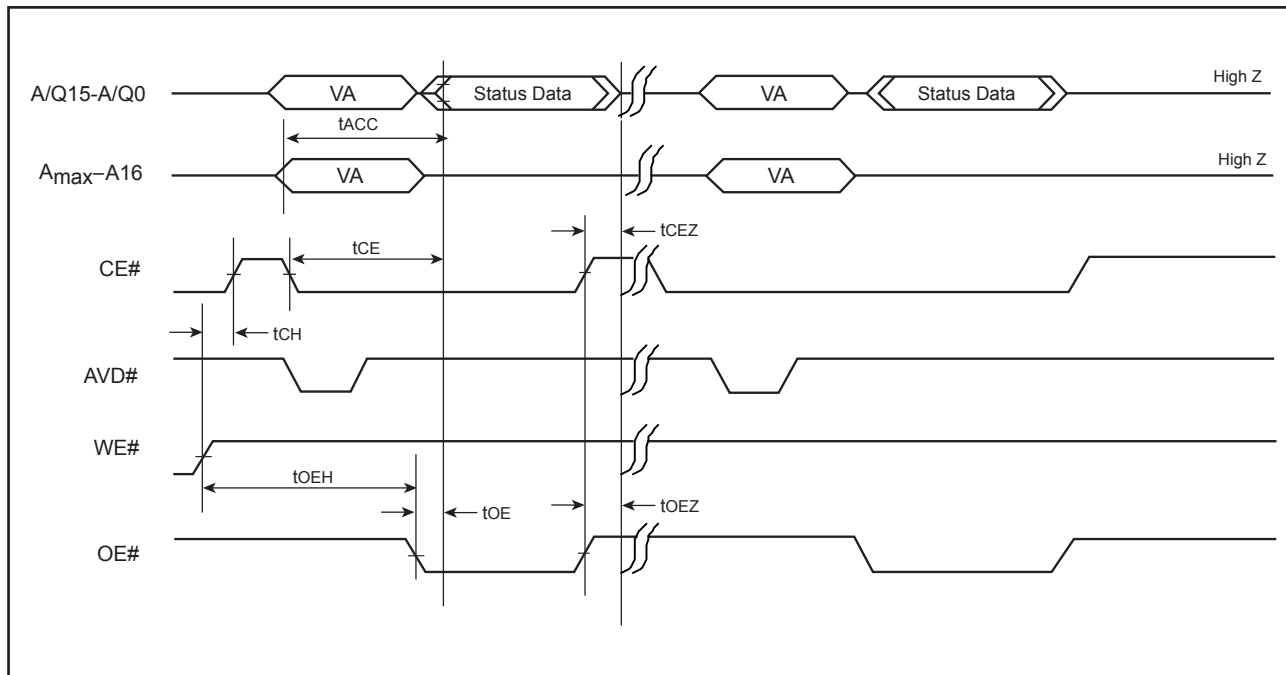 A/Q15-A/Q0 VA Status Data VA Status Data High Z
tACC
Amax–A16 VA VA High Z
tCEZ
CE# tCE
tCH
AVD#
WE#
tOEH
tOE tOEZ
OE#